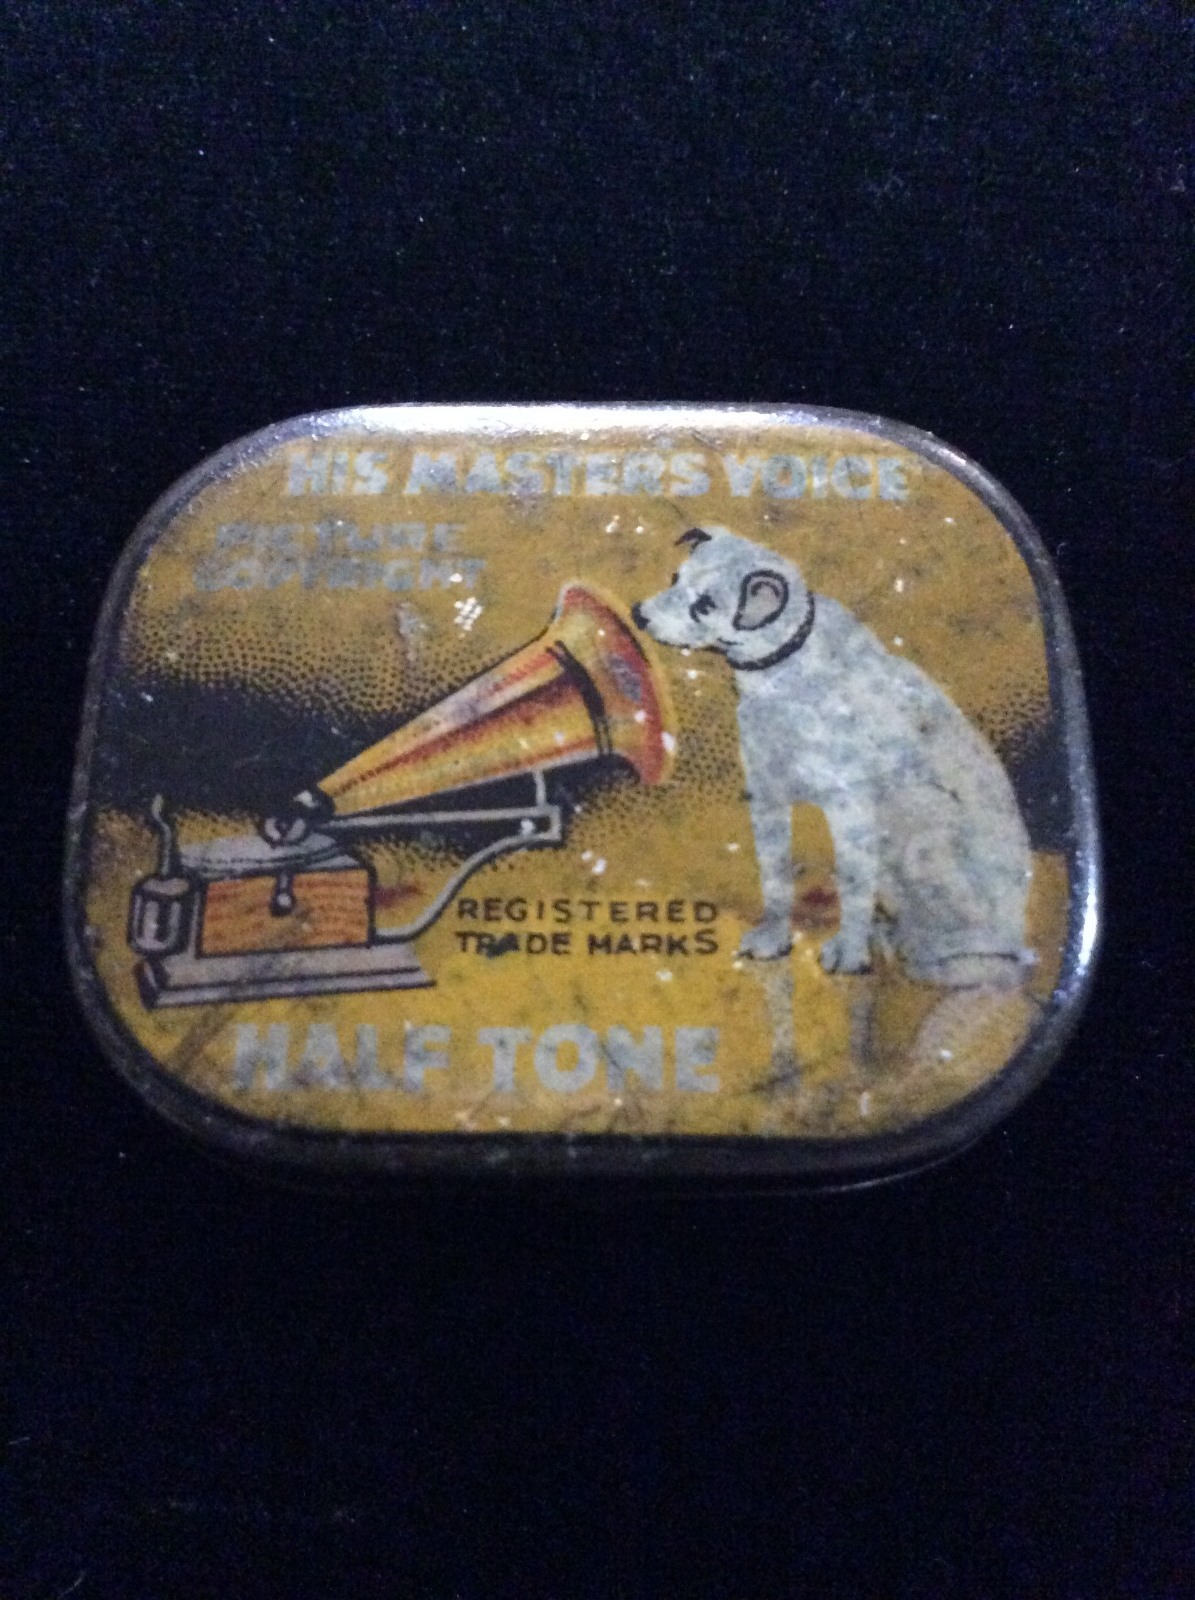 HIS MASTERS VOICE
PICTURE
COPYRIGHT
REGISTERED
TRADE MARKS
HALF TONE